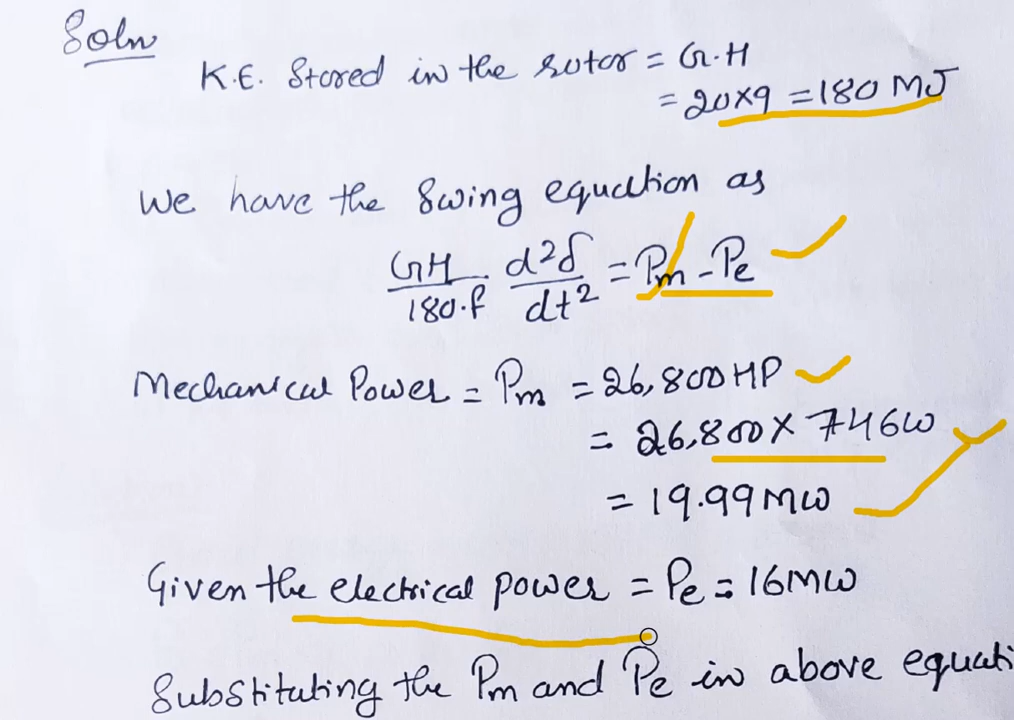 Soln
K.E. Stored in the rotor = G.H
= 20×9 = 180 MJ
We have the Swing equation as
GH/180.f . d²δ/dt² = Pm - Pe
Mechanical Power = Pm = 26,800 HP
= 26,800 × 746W
= 19.99 MW
Given the electrical power = Pe = 16MW
Substituting the Pm and Pe in above equati